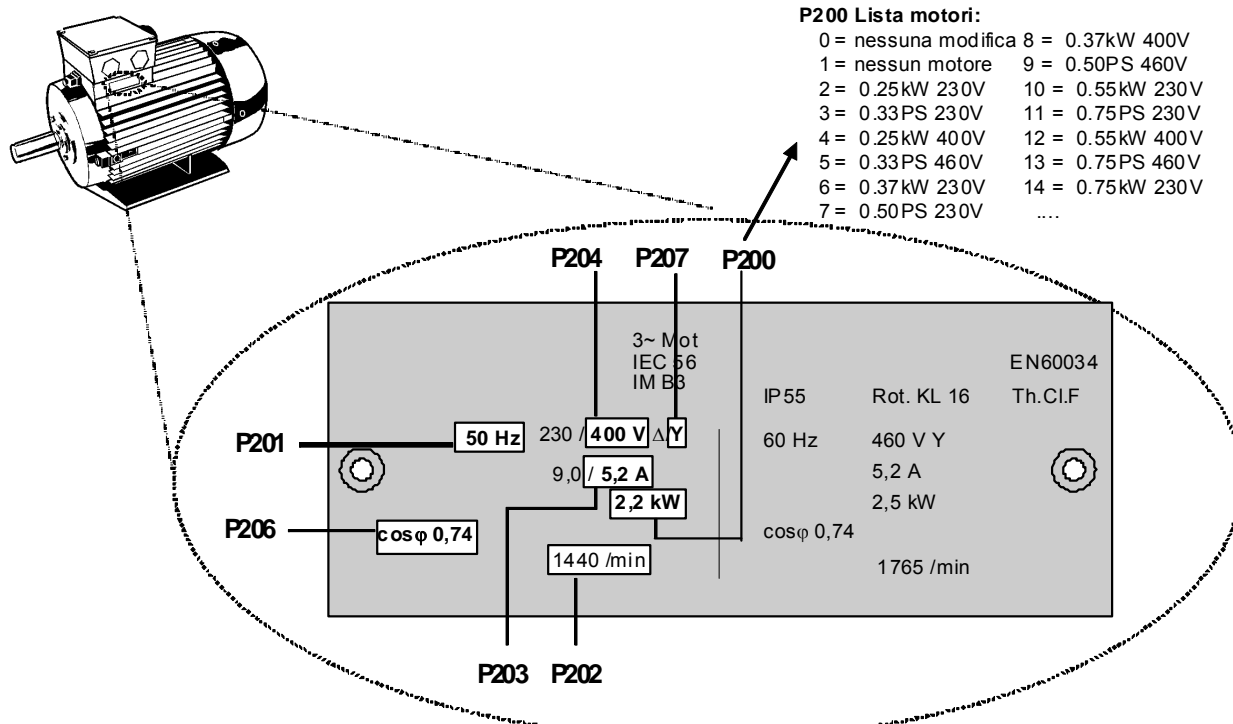 P200 Lista motori:
0 = nessuna modifica 8 = 0.37kW 400V
1 = nessun motore 9 = 0.50PS 460V
2 = 0.25kW 230V 10 = 0.55kW 230V
3 = 0.33PS 230V 11 = 0.75PS 230V
4 = 0.25kW 400V 12 = 0.55kW 400V
5 = 0.33PS 460V 13 = 0.75PS 460V
6 = 0.37kW 230V 14 = 0.75kW 230V
7 = 0.50PS 230V ....
P204 P207 P200
3~ Mot
IEC 56
IM B3
EN60034
IP55 Rot. KL 16 Th.Cl.F
P201 50 Hz 230 / 400 V Δ/Y 60 Hz 460 V Y
9,0 / 5,2 A 5,2 A
2,2 kW 2,5 kW
P206 cosφ 0,74 cosφ 0,74
1440 /min 1765 /min
P203 P202